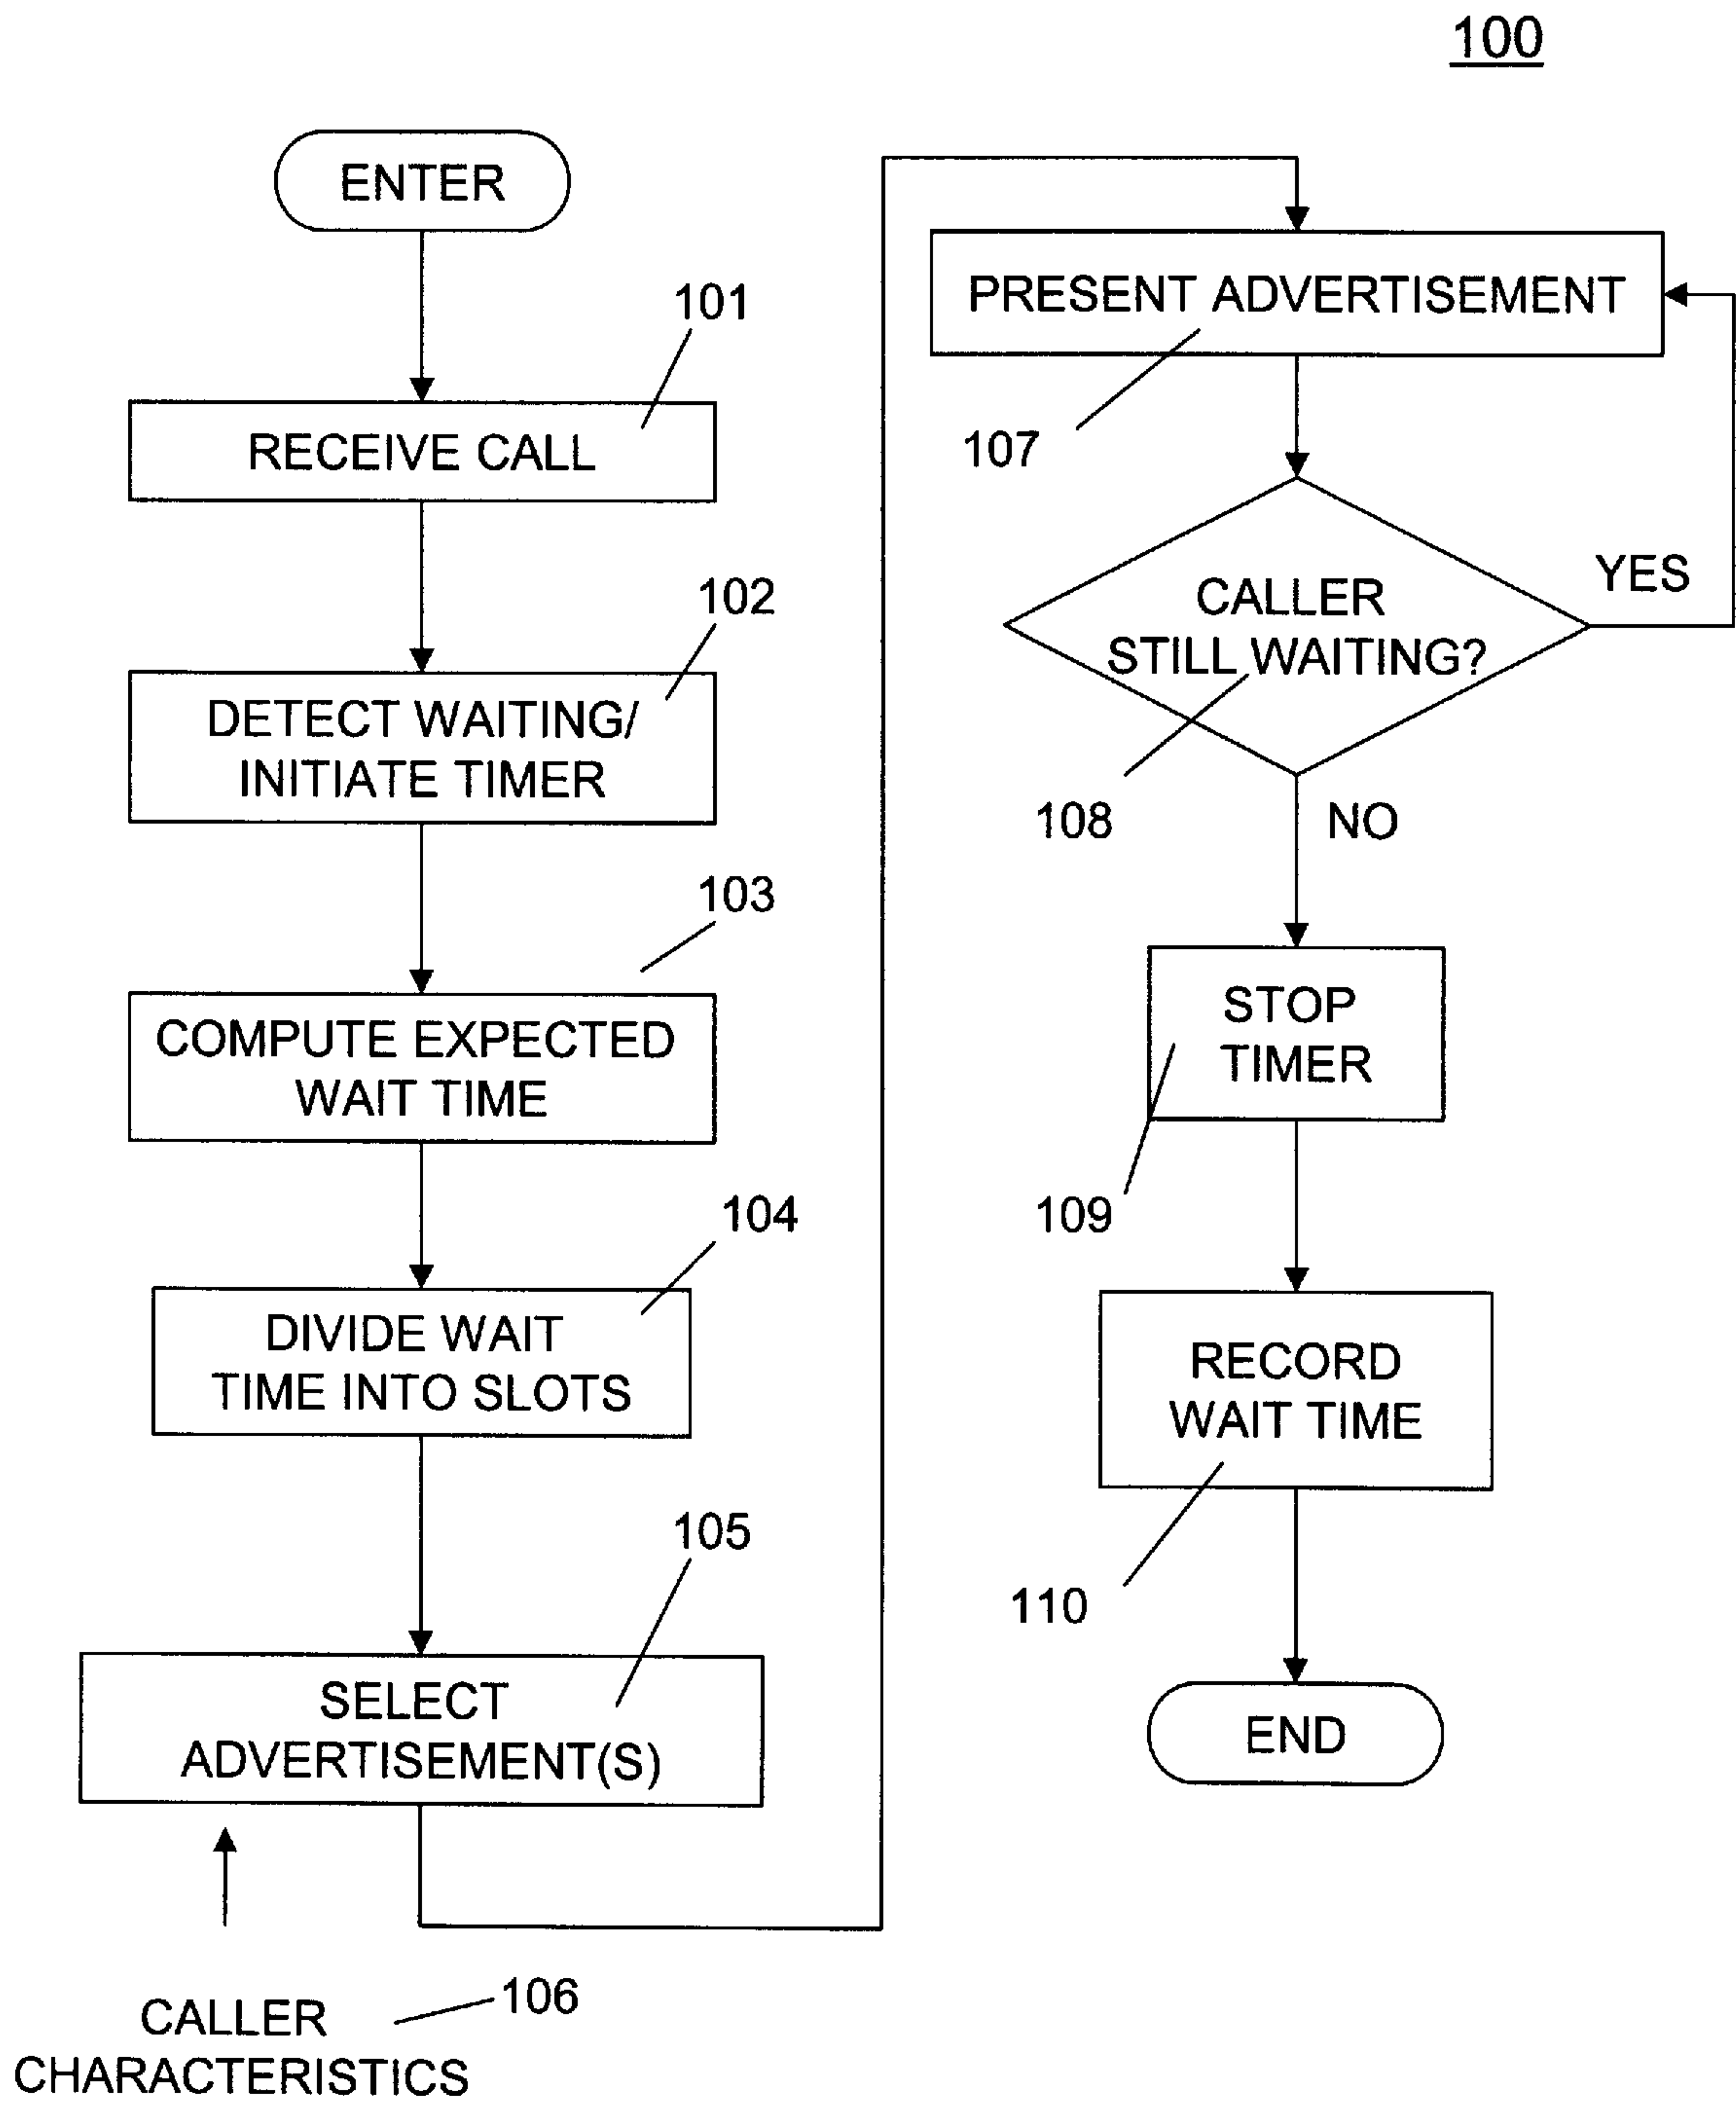 100
ENTER
101
RECEIVE CALL
102
DETECT WAITING/
INITIATE TIMER
103
COMPUTE EXPECTED
WAIT TIME
104
DIVIDE WAIT
TIME INTO SLOTS
105
SELECT
ADVERTISEMENT(S)
106
CALLER
CHARACTERISTICS
PRESENT ADVERTISEMENT
107
CALLER
STILL WAITING?
YES
108
NO
STOP
TIMER
109
RECORD
WAIT TIME
110
END